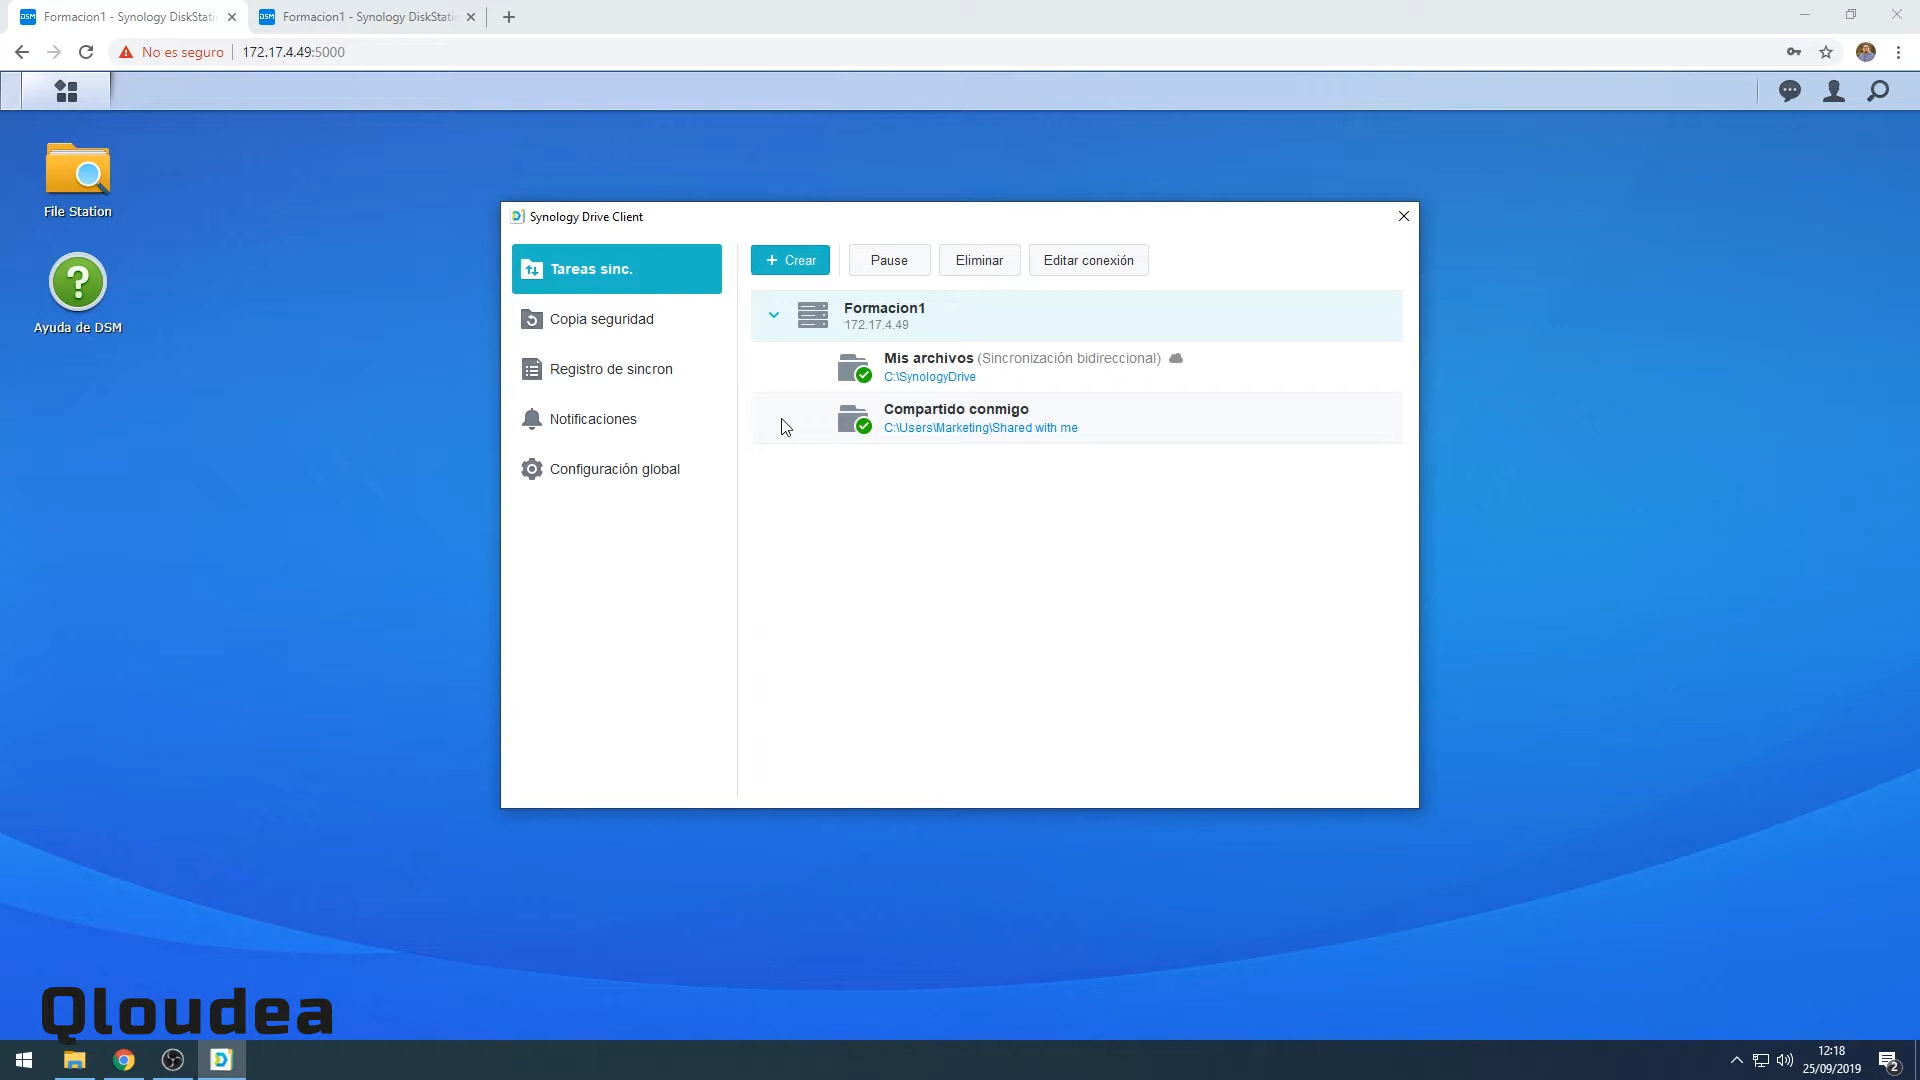 Formacion1 - Synology DiskStati
Formacion1 - Synology DiskStati
No es seguro
172.17.4.49:5000
File Station
Ayuda de DSM
Synology Drive Client
Tareas sinc.
Copia seguridad
Registro de sincron
Notificaciones
Configuración global
+ Crear
Pause
Eliminar
Editar conexión
Formacion1
172.17.4.49
Mis archivos (Sincronización bidireccional)
C:\SynologyDrive
Compartido conmigo
C:\Users\Marketing\Shared with me
Qloudea
12:18
25/09/2019
2